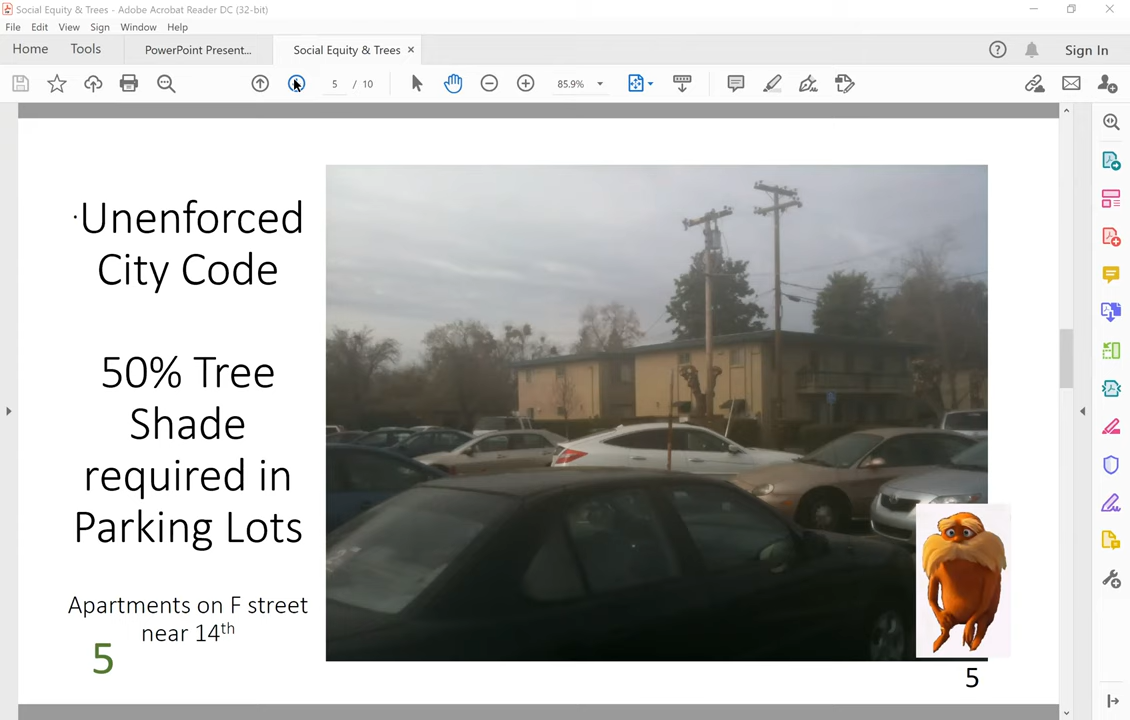 Social Equity & Trees - Adobe Acrobat Reader DC (32-bit)
File Edit View Sign Window Help
Home Tools PowerPoint Present... Social Equity & Trees × Sign In
5 / 10 85.9%
·Unenforced
City Code
50% Tree
Shade
required in
Parking Lots
Apartments on F street
near 14th
5
5